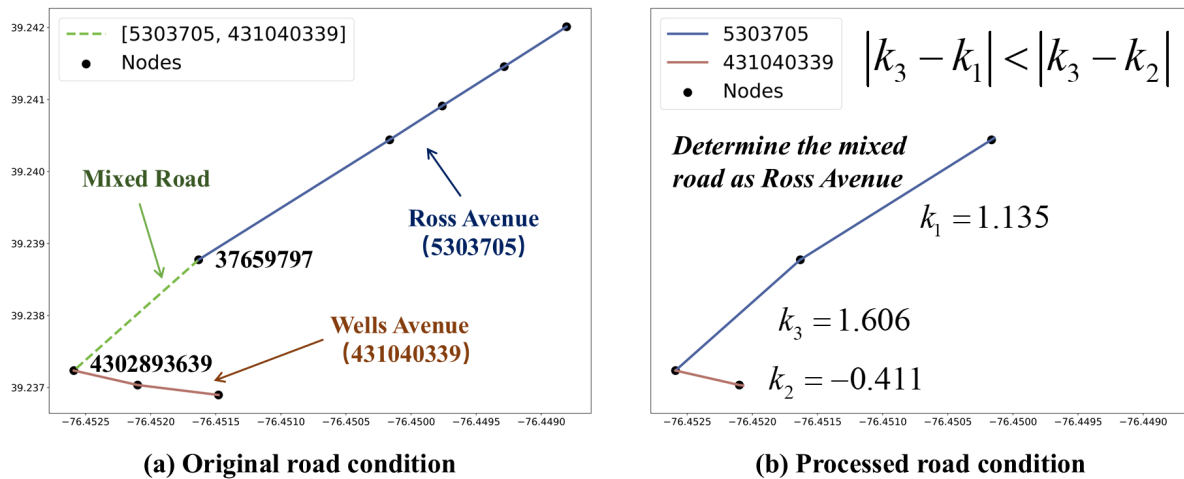 39.242
39.241
39.240
39.239
39.238
39.237
−76.4525
−76.4520
−76.4515
−76.4510
−76.4505
−76.4500
−76.4495
−76.4490
[5303705, 431040339]
Nodes
Mixed Road
Ross Avenue
(5303705)
37659797
Wells Avenue
(431040339)
4302893639
(a) Original road condition
5303705
431040339
Nodes
|k₃ − k₁| < |k₃ − k₂|
Determine the mixed
road as Ross Avenue
k₁ = 1.135
k₃ = 1.606
k₂ = −0.411
−76.4525
−76.4520
−76.4515
−76.4510
−76.4505
−76.4500
−76.4495
−76.4490
(b) Processed road condition